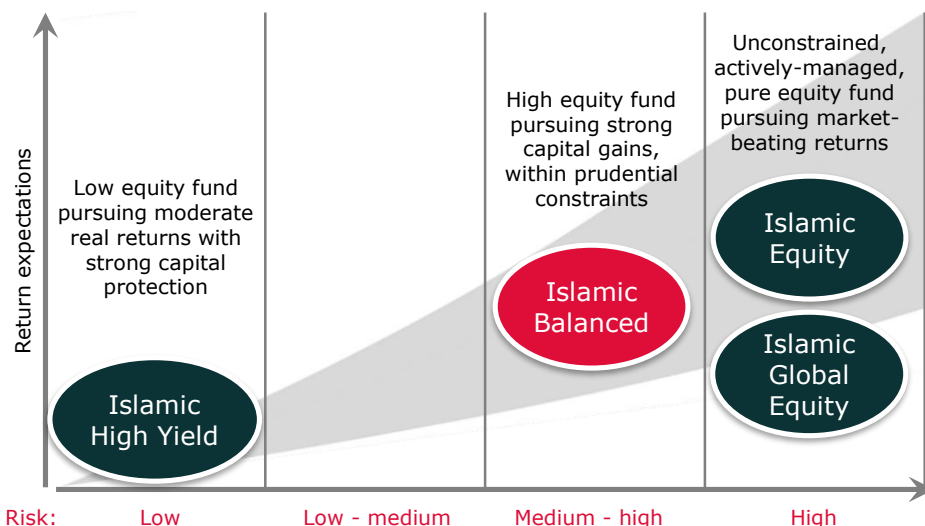 Return expectations
Low equity fund
pursuing moderate
real returns with
strong capital
protection
Islamic
High Yield
High equity fund
pursuing strong
capital gains,
within prudential
constraints
Islamic
Balanced
Unconstrained,
actively-managed,
pure equity fund
pursuing market-
beating returns
Islamic
Equity
Islamic
Global
Equity
Risk: Low Low - medium Medium - high High